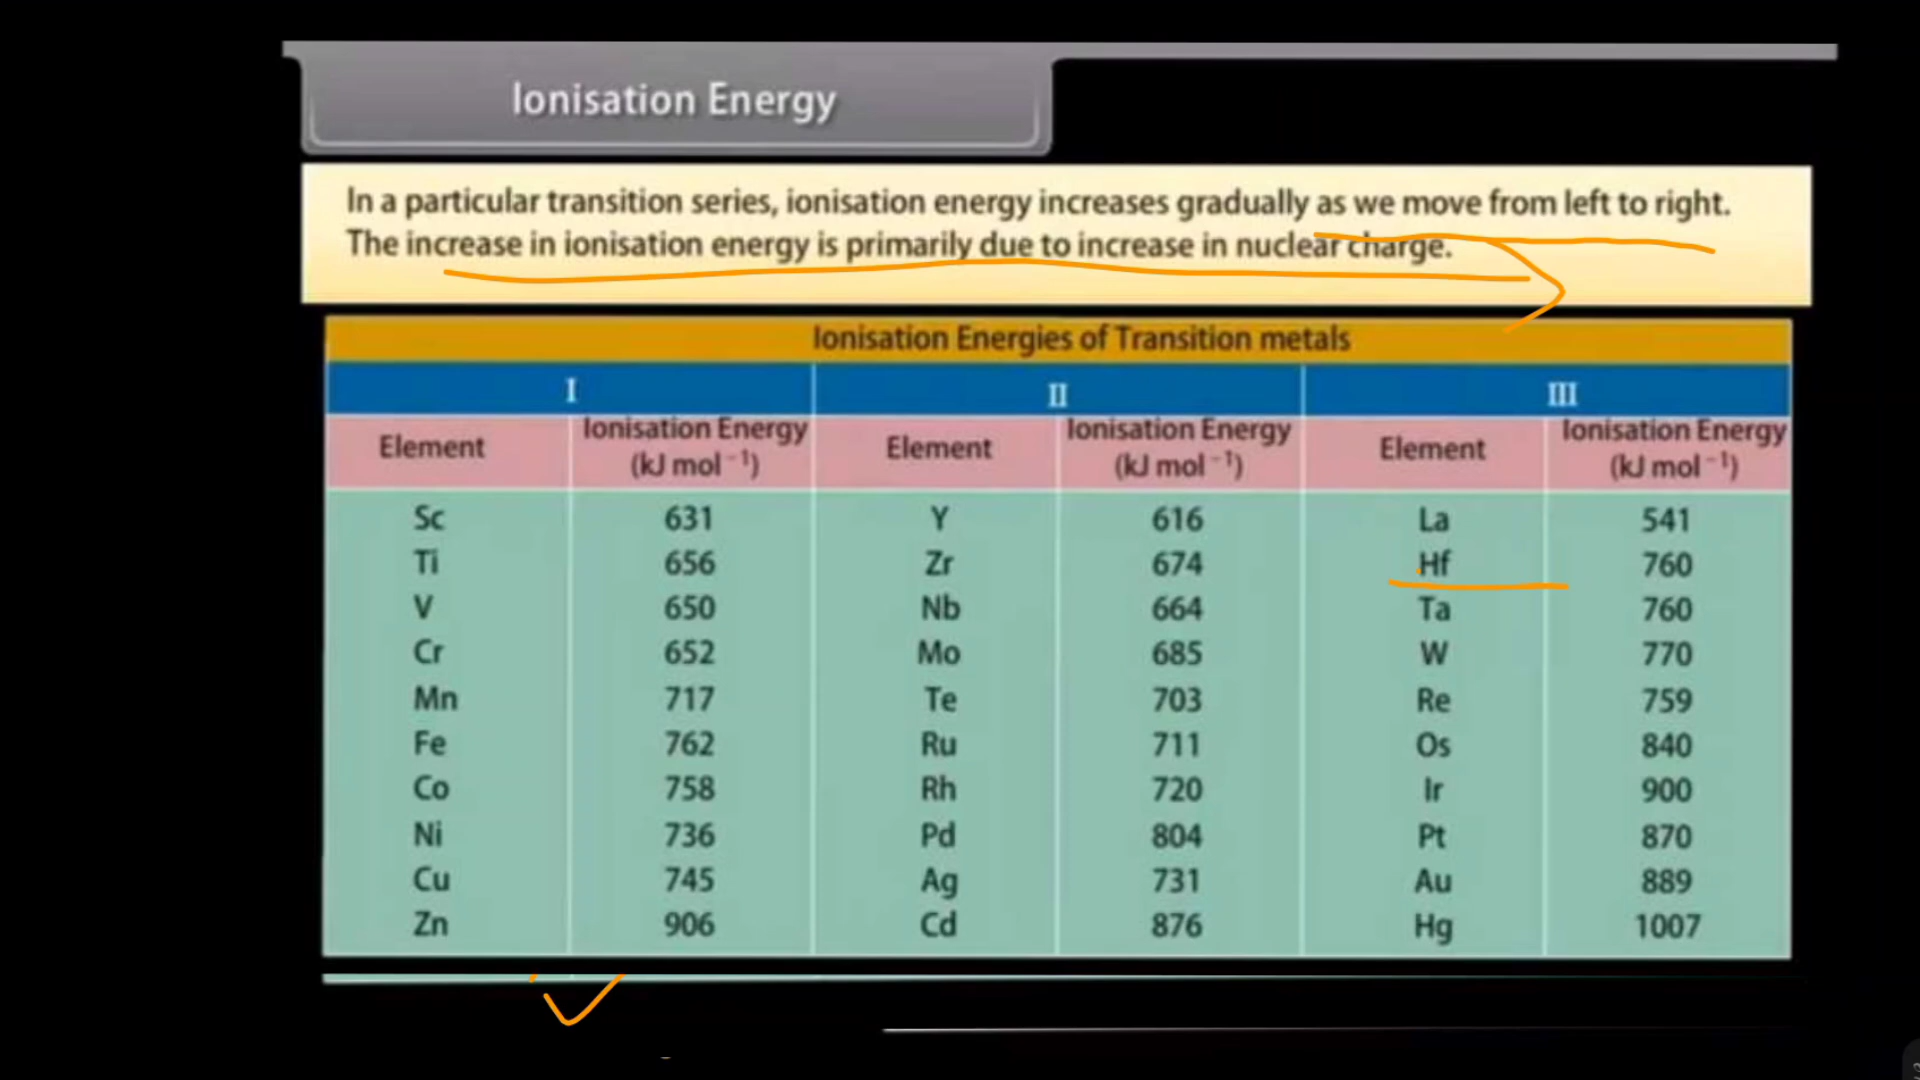 Ionisation Energy
In a particular transition series, ionisation energy increases gradually as we move from left to right.
The increase in ionisation energy is primarily due to increase in nuclear charge.
Ionisation Energies of Transition metals
I II III
Element Ionisation Energy (kJ mol⁻¹) Element Ionisation Energy (kJ mol⁻¹) Element Ionisation Energy (kJ mol⁻¹)
Sc 631 Y 616 La 541
Ti 656 Zr 674 Hf 760
V 650 Nb 664 Ta 760
Cr 652 Mo 685 W 770
Mn 717 Te 703 Re 759
Fe 762 Ru 711 Os 840
Co 758 Rh 720 Ir 900
Ni 736 Pd 804 Pt 870
Cu 745 Ag 731 Au 889
Zn 906 Cd 876 Hg 1007